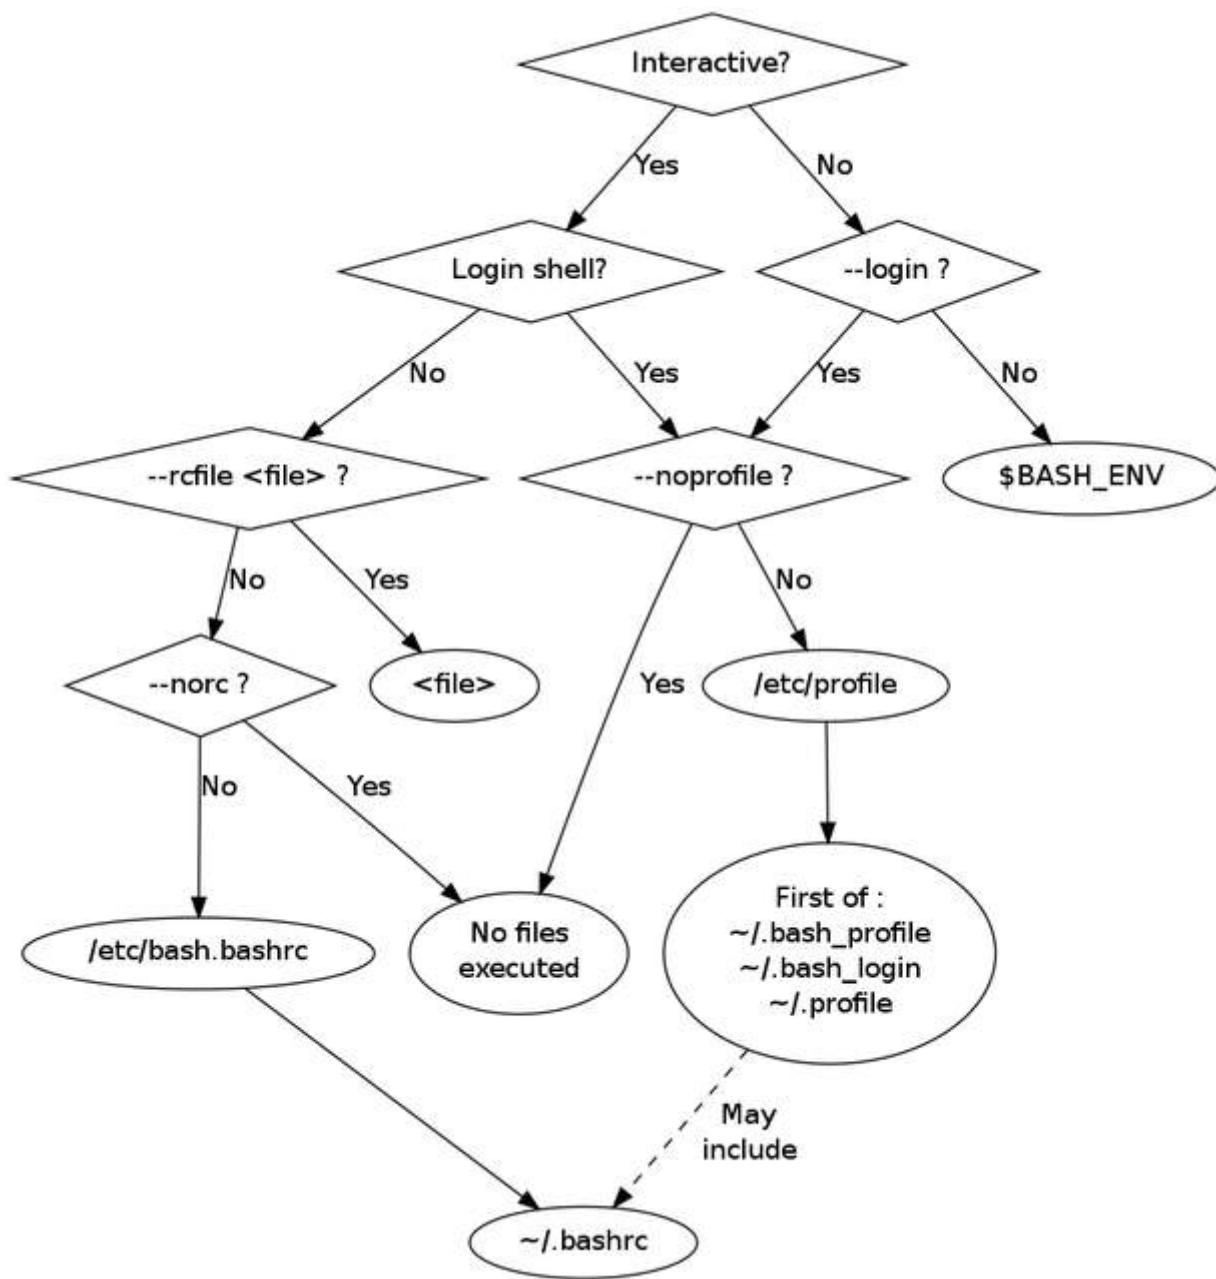 Interactive?
Yes
No
Login shell?
--login ?
No
Yes
Yes
No
--rcfile <file> ?
--noprofile ?
$BASH_ENV
No
Yes
No
--norc ?
<file>
Yes
/etc/profile
No
Yes
/etc/bash.bashrc
No files
executed
First of :
~/.bash_profile
~/.bash_login
~/.profile
May
include
~/.bashrc